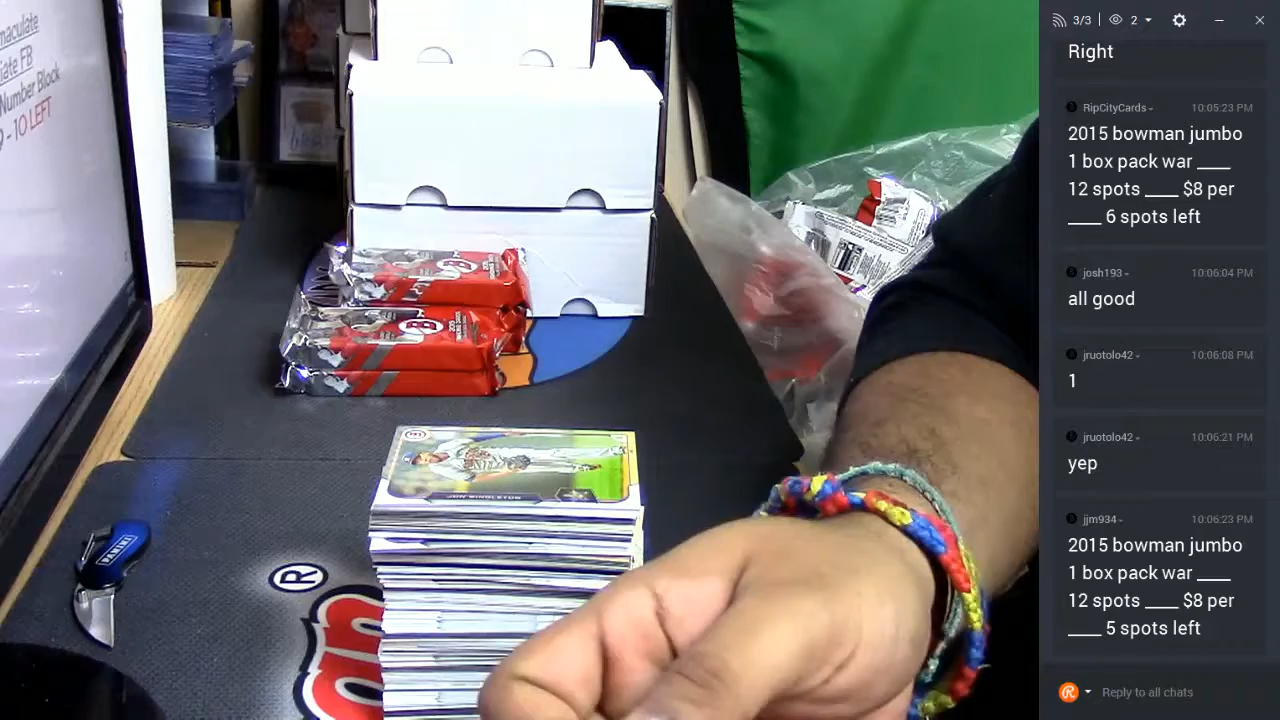 maculate
iate FB
Number Block
- 10 LEFT
PANINI
®
3/3
2
Right
RipCityCards
10:05:23 PM
2015 bowman jumbo
1 box pack war ____
12 spots ____ $8 per
____ 6 spots left
josh193
10:06:04 PM
all good
jruotolo42
10:06:08 PM
1
jruotolo42
10:06:21 PM
yep
jjm934
10:06:23 PM
2015 bowman jumbo
1 box pack war ____
12 spots ____ $8 per
____ 5 spots left
Reply to all chats